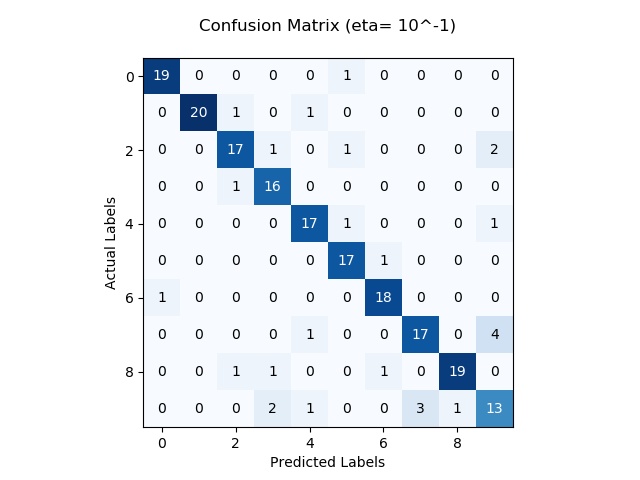 Confusion Matrix (eta= 10^-1)
0 19 0 0 0 0 1 0 0 0 0
0 20 1 0 1 0 0 0 0 0
2 0 0 17 1 0 1 0 0 0 2
0 0 1 16 0 0 0 0 0 0
4 0 0 0 0 17 1 0 0 0 1
0 0 0 0 0 17 1 0 0 0
6 1 0 0 0 0 0 18 0 0 0
0 0 0 0 1 0 0 17 0 4
8 0 0 1 1 0 0 1 0 19 0
0 0 0 2 1 0 0 3 1 13
Actual Labels
0 2 4 6 8
Predicted Labels